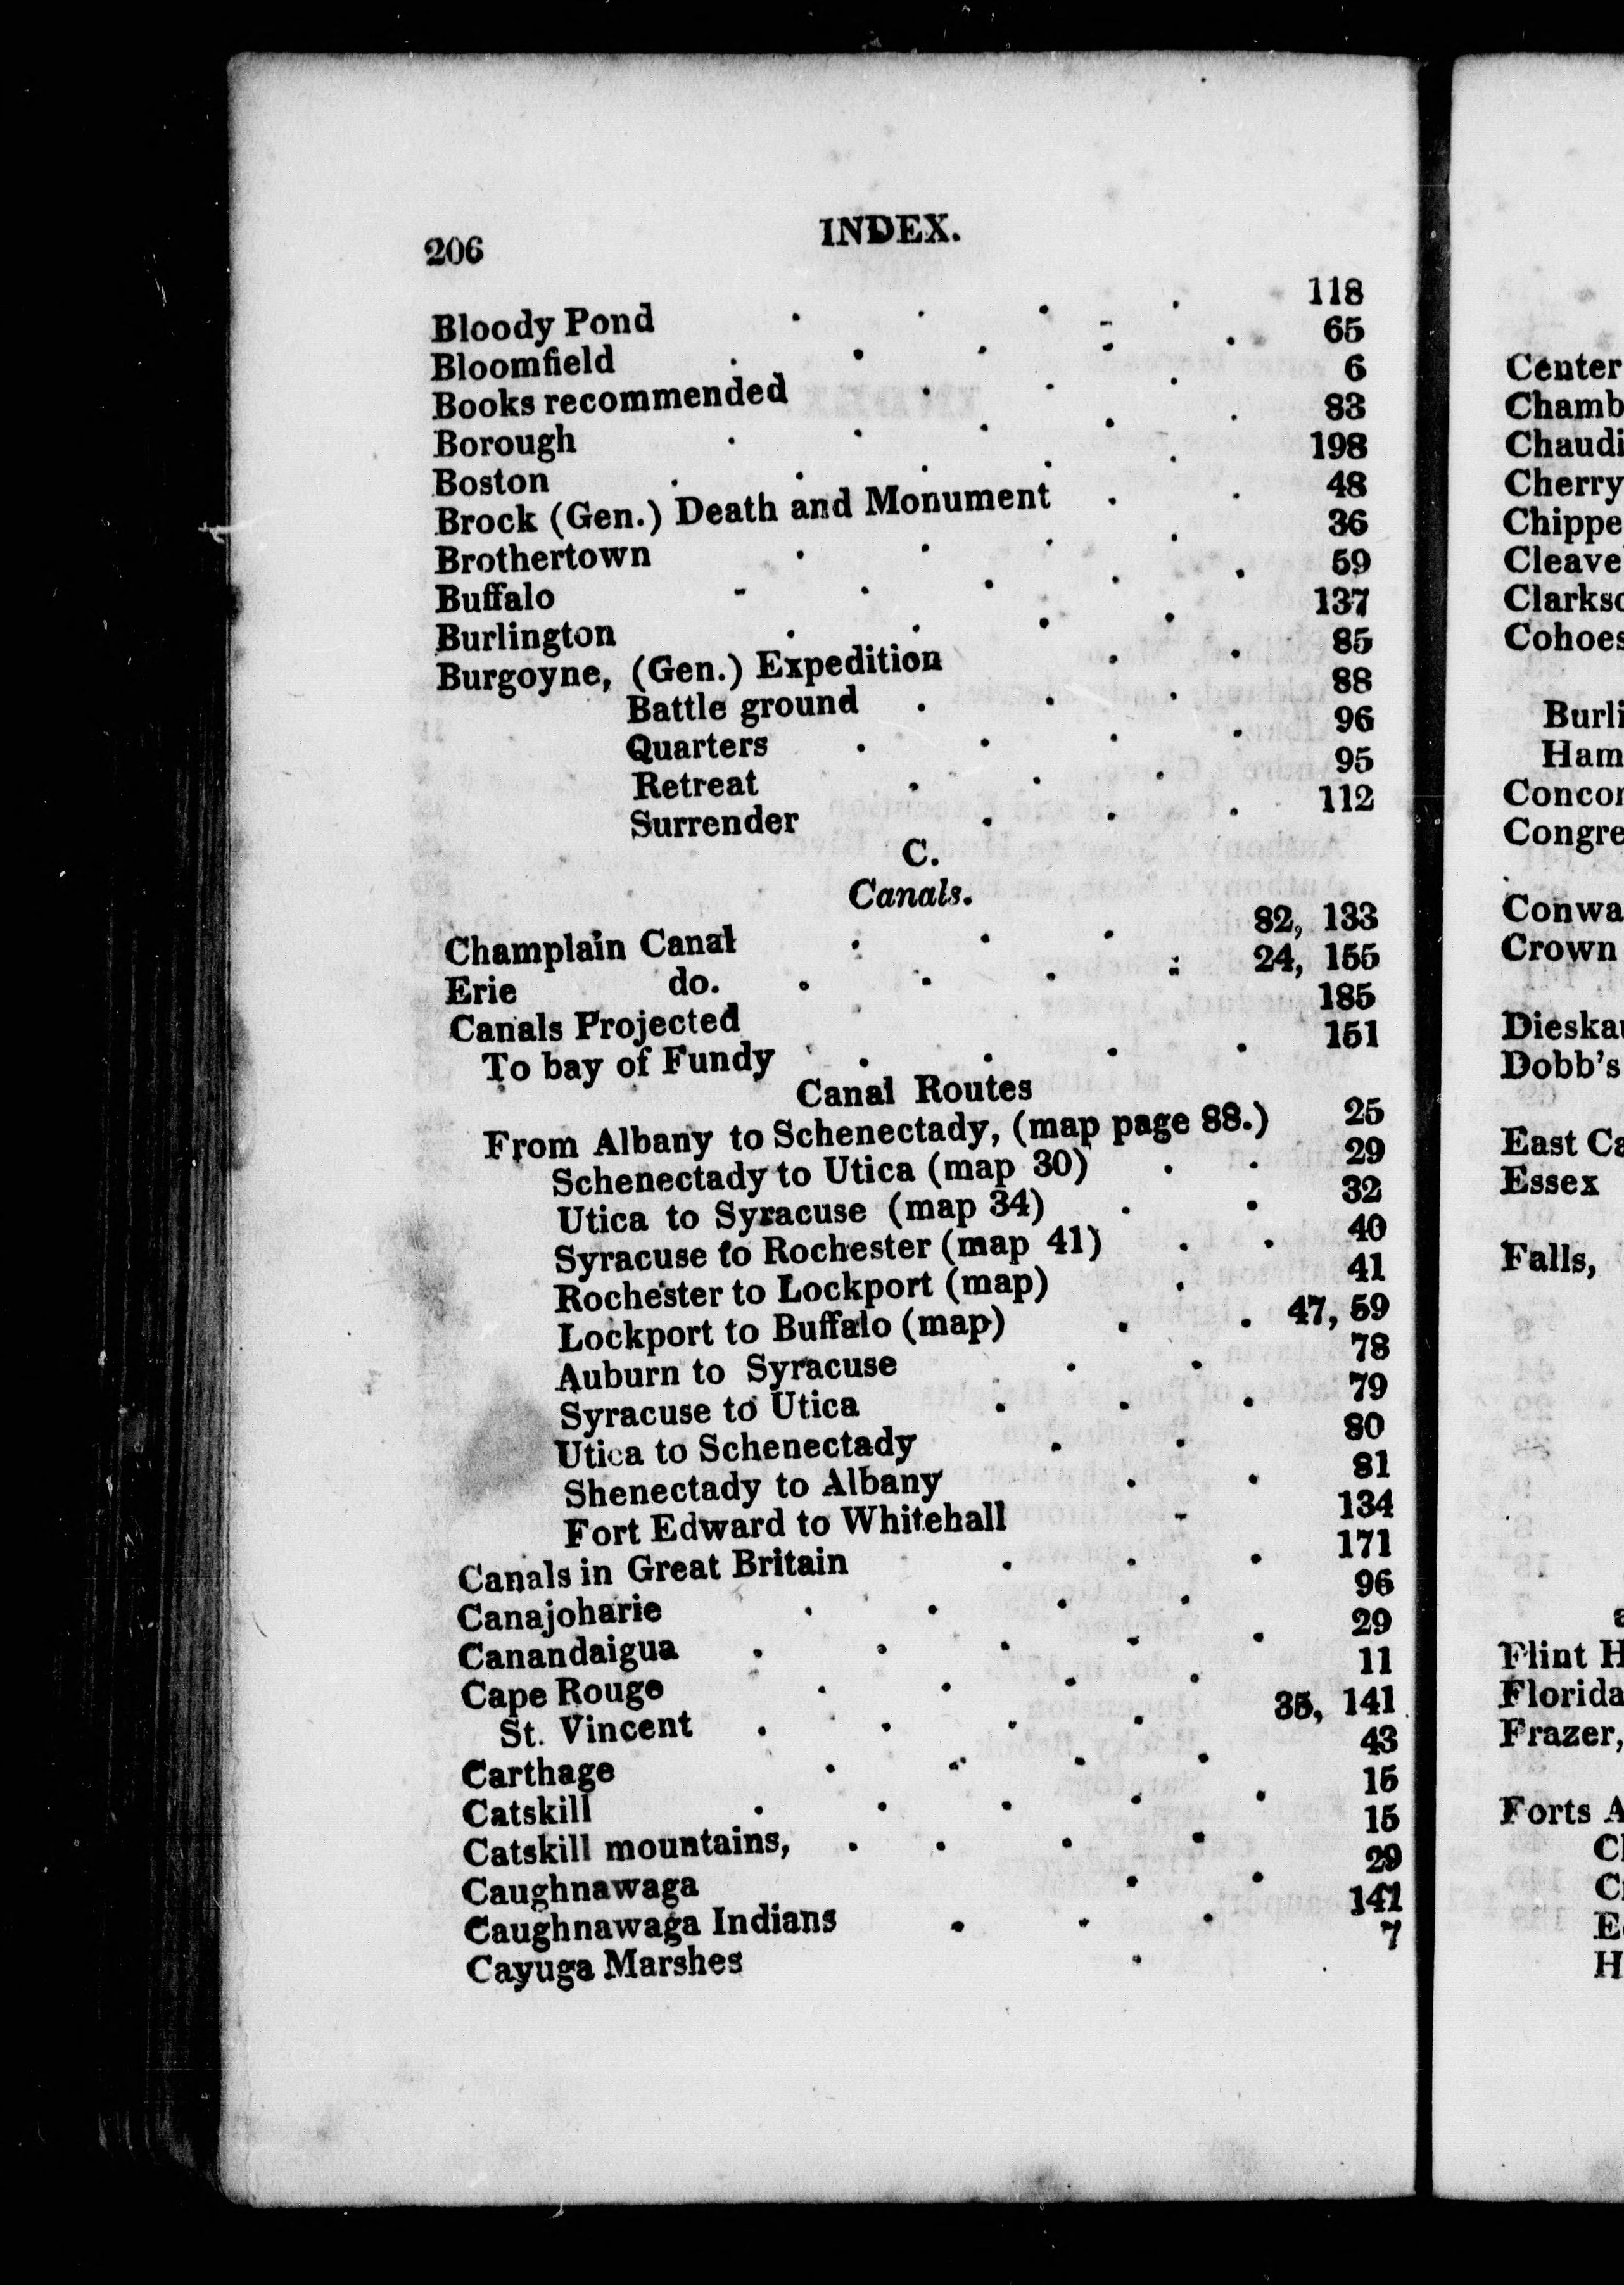 206 INDEX.
Bloody Pond . . . . 118
Bloomfield . . . . . 65
Books recommended . . . 6
Borough . . . . . 83
Boston . . . . . 198
Brock (Gen.) Death and Monument . . 48
Brothertown . . . . 36
Buffalo - . . . . 59
Burlington . . . . 137
Burgoyne, (Gen.) Expedition . . 85
Battle ground . . . 88
Quarters . . . . 96
Retreat . . . 95
Surrender . . . 112
C.
Canals.
Champlain Canal . . . 82, 133
Erie do. . . . . 24, 155
Canals Projected 185
To bay of Fundy . . . . 151
Canal Routes
From Albany to Schenectady, (map page 88.) 25
Schenectady to Utica (map 30) . . 29
Utica to Syracuse (map 34) . . 32
Syracuse to Rochester (map 41) . . 40
Rochester to Lockport (map) . 41
Lockport to Buffalo (map) . . 47, 59
Auburn to Syracuse . . 78
Syracuse to Utica . . . 79
Utica to Schenectady . . 80
Shenectady to Albany . . 81
Fort Edward to Whitehall - 134
Canals in Great Britain . . . 171
Canajoharie . . . . 96
Canandaigua . . . . . 29
Cape Rouge . . . . 11
St. Vincent . . . . 35, 141
Carthage . . . . 43
Catskill . . . . . 15
Catskill mountains, . . . . 15
Caughnawaga . . 29
Caughnawaga Indians . . . 141
Cayuga Marshes . 7
Center
Chamb
Chaudi
Cherry
Chippe
Cleave
Clarkso
Cohoes
Burli
Ham
Concor
Congre
Conwa
Crown
Dieskau
Dobb's
East Ca
Essex
Falls,
Flint H
Florida
Frazer,
Forts A